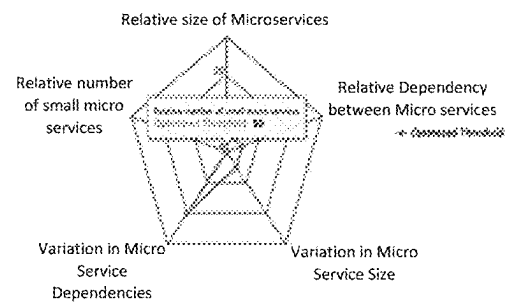 Relative size of Microservices
Relative number
of small micro
services
Relative Dependency
between Micro services
Variation in Micro
Service
Dependencies
Variation in Micro
Service Size